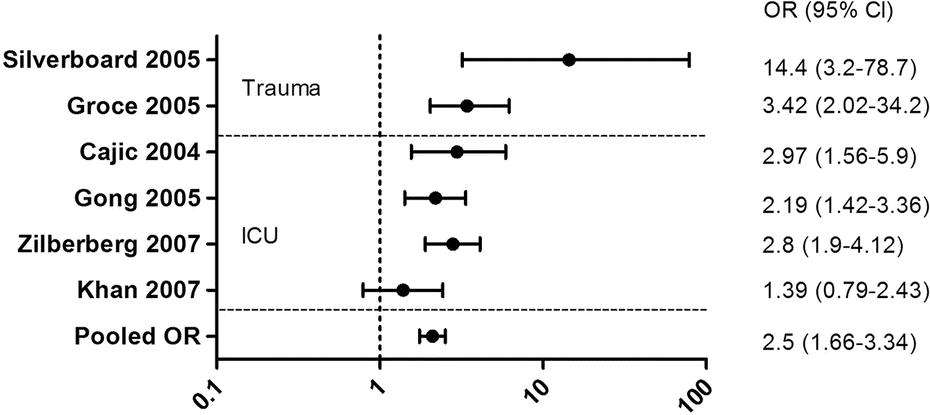 OR (95% CI)
Silverboard 2005
14.4 (3.2-78.7)
Trauma
Groce 2005
3.42 (2.02-34.2)
Cajic 2004
2.97 (1.56-5.9)
Gong 2005
2.19 (1.42-3.36)
ICU
Zilberberg 2007
2.8 (1.9-4.12)
Khan 2007
1.39 (0.79-2.43)
Pooled OR
2.5 (1.66-3.34)
0.1
1
10
100